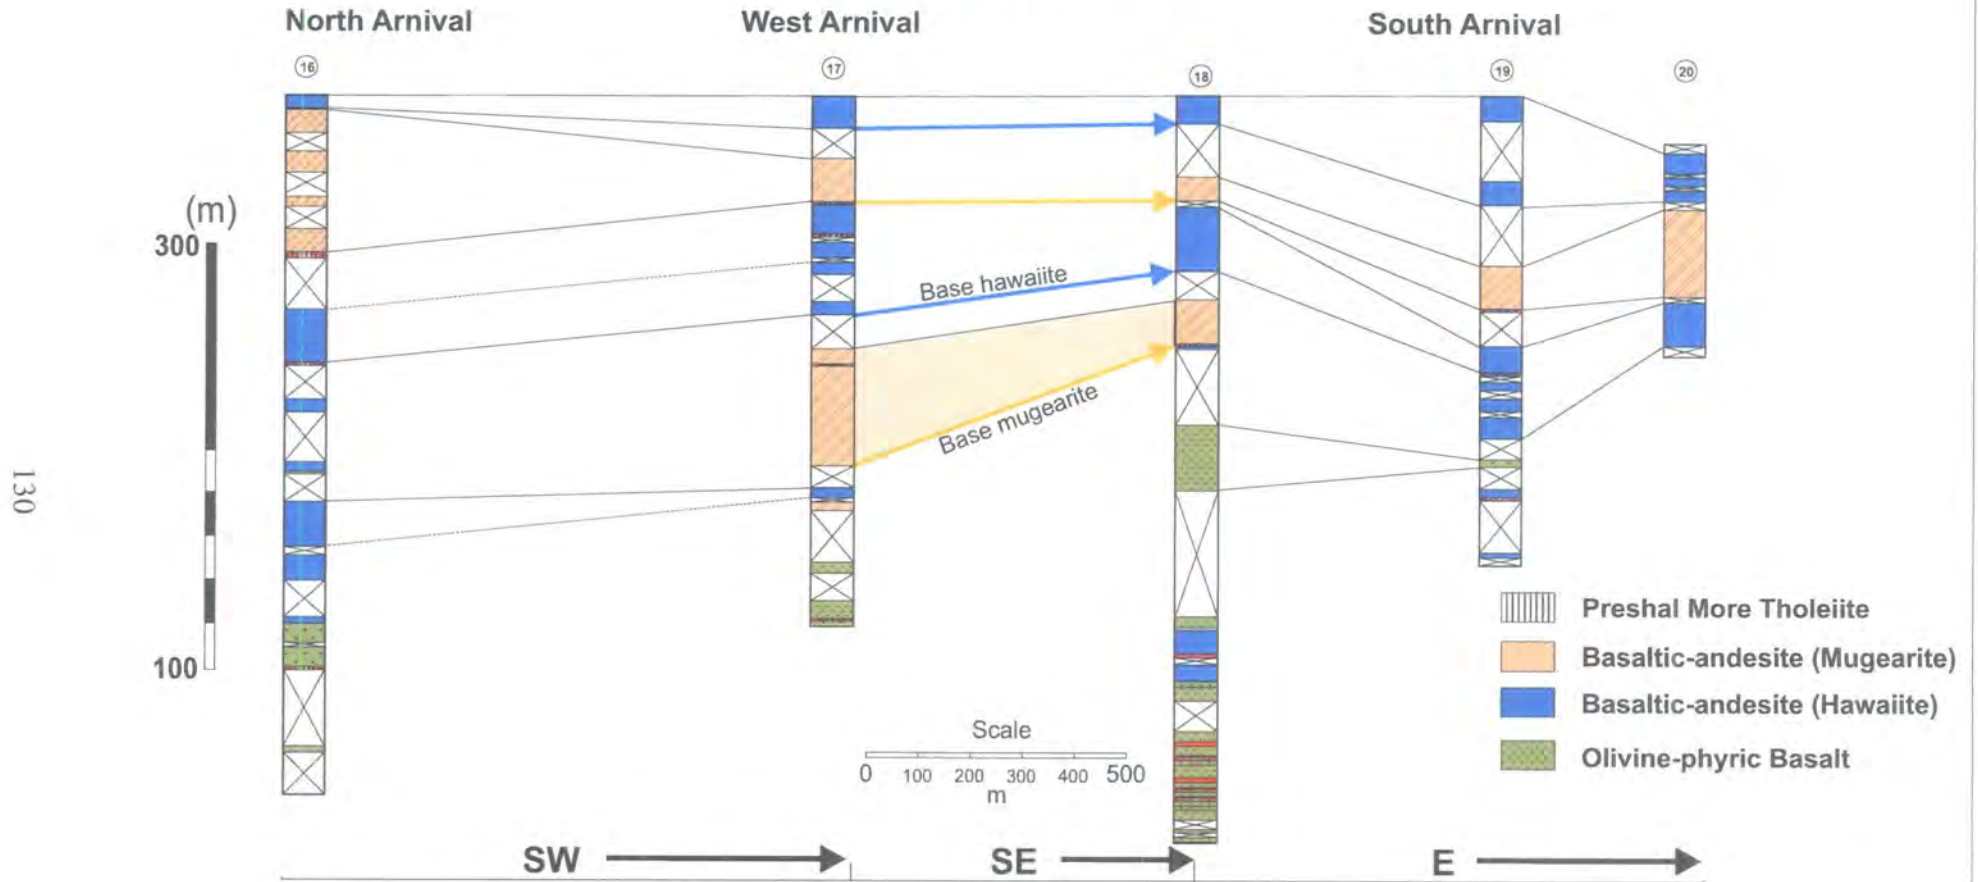 North Arnival
West Arnival
South Arnival
16
17
18
19
20
(m)
300
100
Base hawaiite
Base mugearite
130
Preshal More Tholeiite
Basaltic-andesite (Mugearite)
Basaltic-andesite (Hawaiite)
Olivine-phyric Basalt
Scale
0 100 200 300 400 500
m
SW
SE
E